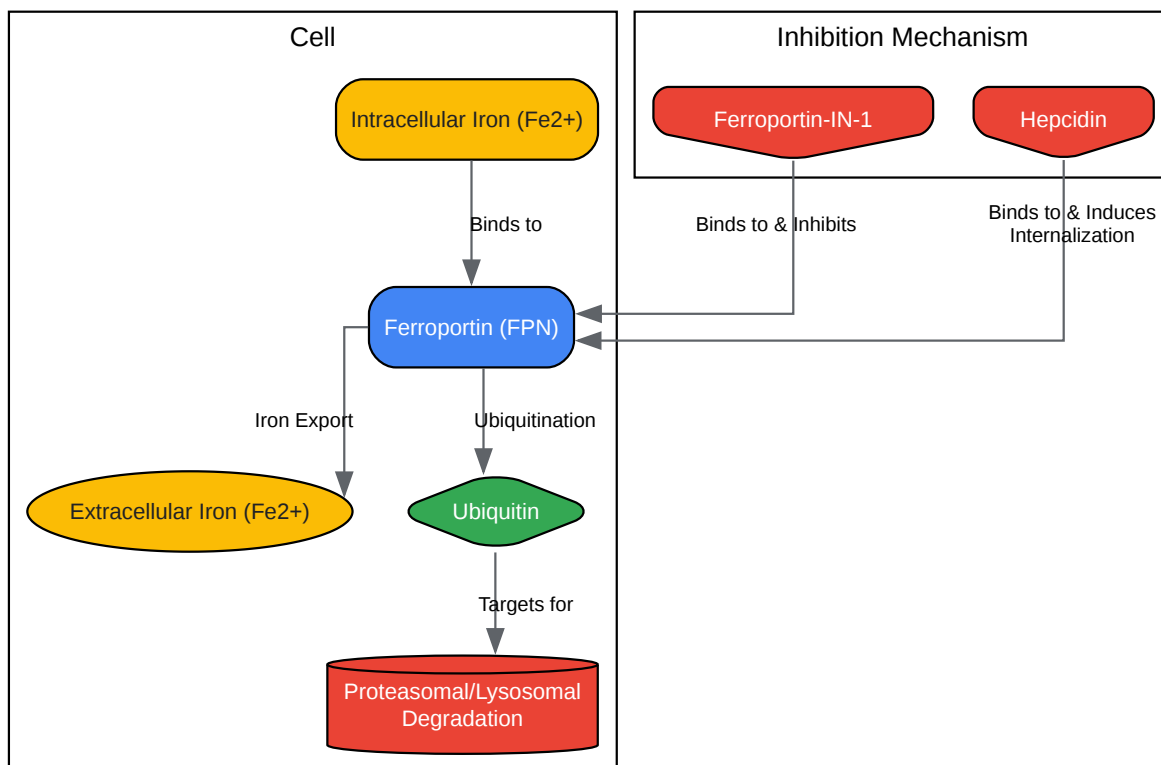 Cell
Inhibition Mechanism
Intracellular Iron (Fe2+)
Ferroportin-IN-1
Hepcidin
Binds to
Binds to & Inhibits
Binds to & Induces
Internalization
Ferroportin (FPN)
Iron Export
Ubiquitination
Extracellular Iron (Fe2+)
Ubiquitin
Targets for
Proteasomal/Lysosomal
Degradation